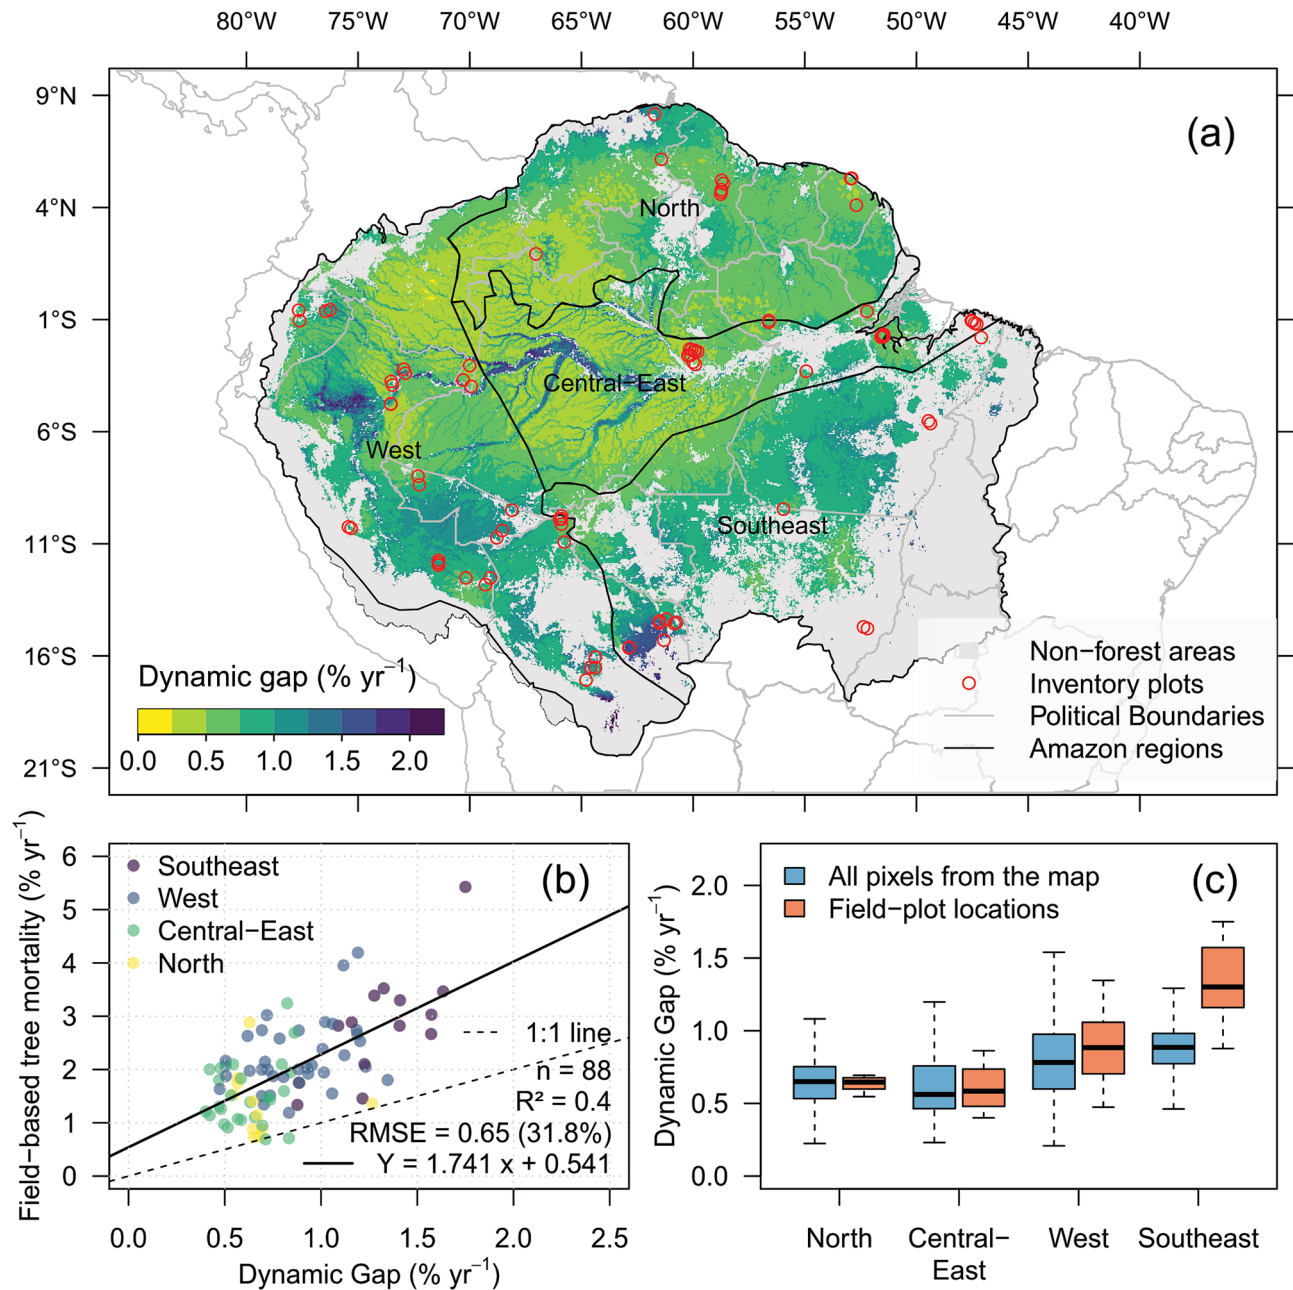 80°W 75°W 70°W 65°W 60°W 55°W 50°W 45°W 40°W
9°N
(a)
4°N
North
1°S
Central−East
6°S
West
Southeast
11°S
16°S
21°S
Dynamic gap (% yr⁻¹)
0.0 0.5 1.0 1.5 2.0
Non−forest areas
Inventory plots
Political Boundaries
Amazon regions
Field−based tree mortality (% yr⁻¹)
6
5
4
3
2
1
0
Southeast
West
Central−East
North
(b)
1:1 line
n = 88
R² = 0.4
RMSE = 0.65 (31.8%)
Y = 1.741 x + 0.541
0.0 0.5 1.0 1.5 2.0 2.5
Dynamic Gap (% yr⁻¹)
Dynamic Gap (% yr⁻¹)
2.0
1.5
1.0
0.5
0.0
All pixels from the map
Field−plot locations
(c)
North Central− West Southeast
East